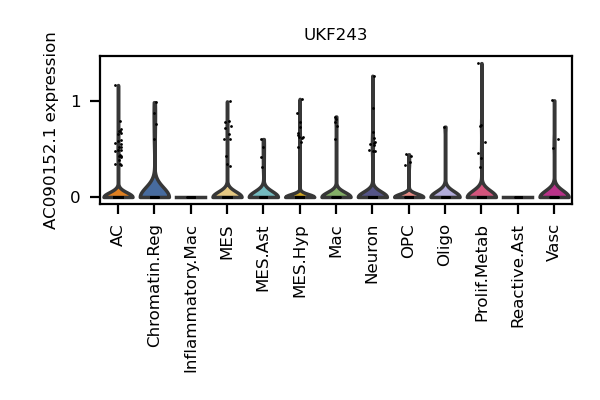 UKF243
AC090152.1 expression
1
0
AC
Chromatin.Reg
Inflammatory.Mac
MES
MES.Ast
MES.Hyp
Mac
Neuron
OPC
Oligo
Prolif.Metab
Reactive.Ast
Vasc